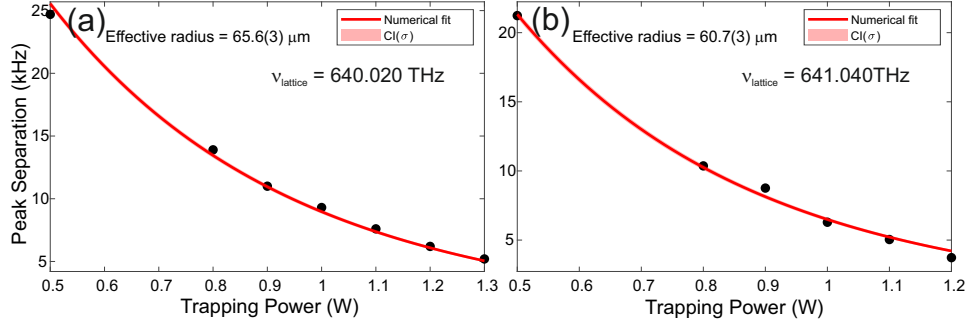 (a)
Numerical fit
CI(σ)
Effective radius = 65.6(3) μm
ν_lattice = 640.020 THz
Peak Separation (kHz)
25
20
15
10
5
0.5 0.6 0.7 0.8 0.9 1 1.1 1.2 1.3
Trapping Power (W)
(b)
Numerical fit
CI(σ)
Effective radius = 60.7(3) μm
ν_lattice = 641.040THz
20
15
10
5
0.5 0.6 0.7 0.8 0.9 1 1.1 1.2
Trapping Power (W)